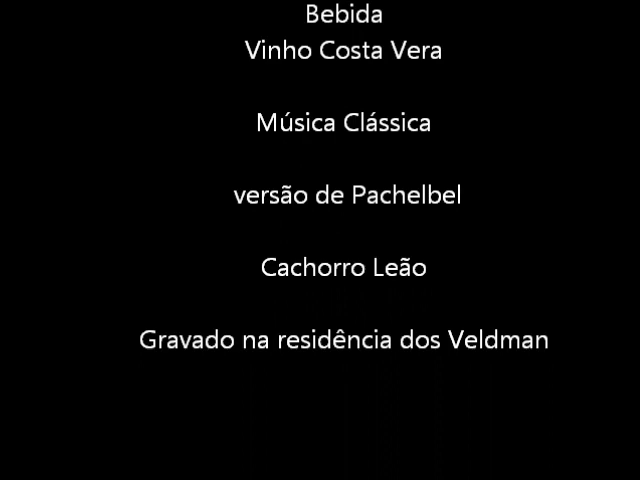 Bebida
Vinho Costa Vera
Música Clássica
versão de Pachelbel
Cachorro Leão
Gravado na residência dos Veldman